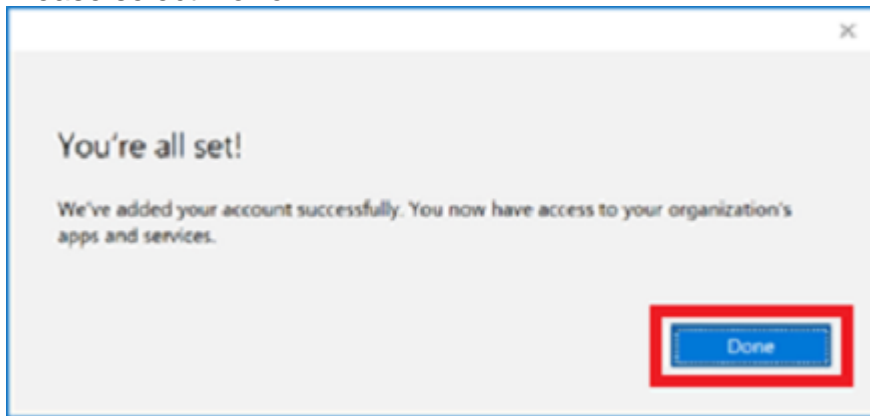 You're all set!
We've added your account successfully. You now have access to your organization's
apps and services.
Done